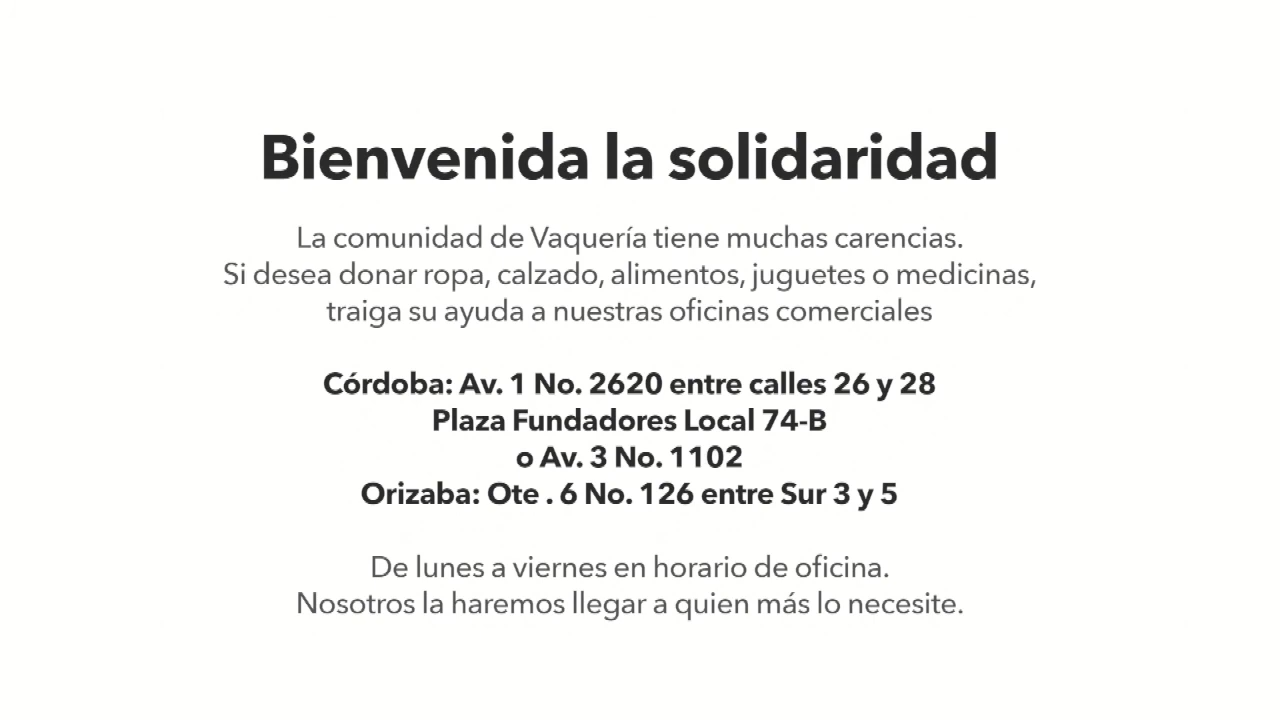 Bienvenida la solidaridad
La comunidad de Vaquería tiene muchas carencias.
Si desea donar ropa, calzado, alimentos, juguetes o medicinas,
traiga su ayuda a nuestras oficinas comerciales
Córdoba: Av. 1 No. 2620 entre calles 26 y 28
Plaza Fundadores Local 74-B
o Av. 3 No. 1102
Orizaba: Ote . 6 No. 126 entre Sur 3 y 5
De lunes a viernes en horario de oficina.
Nosotros la haremos llegar a quien más lo necesite.